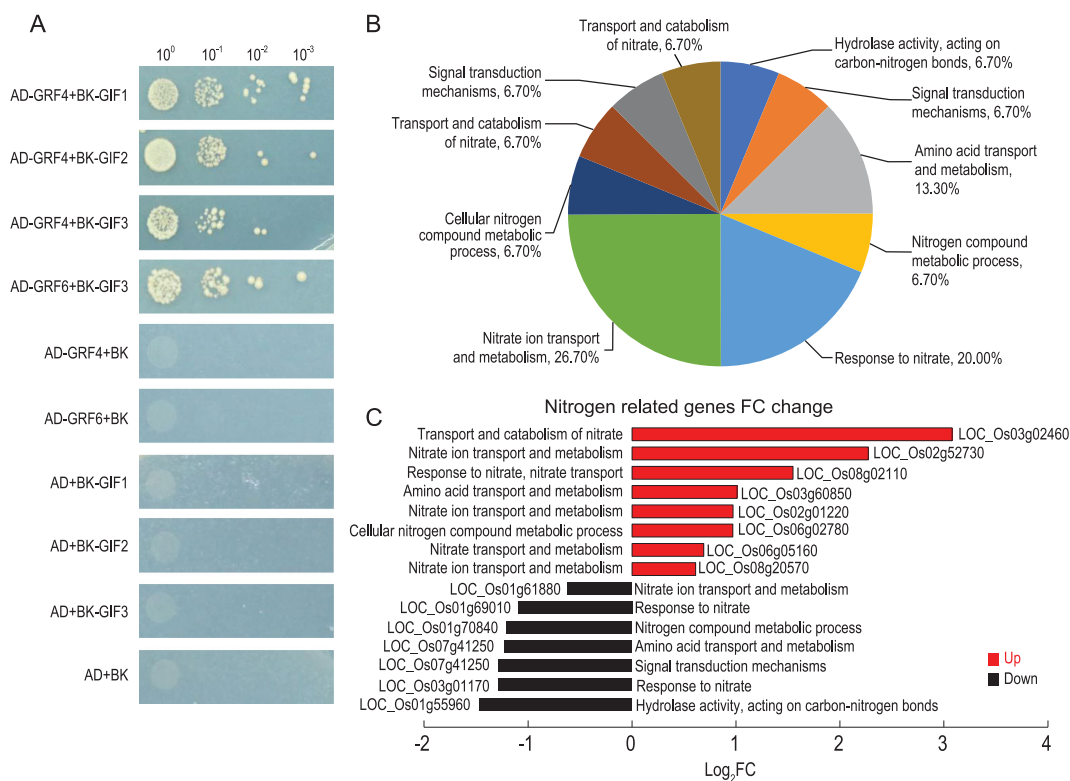 A
10⁰ 10⁻¹ 10⁻² 10⁻³
AD-GRF4+BK-GIF1
AD-GRF4+BK-GIF2
AD-GRF4+BK-GIF3
AD-GRF6+BK-GIF3
AD-GRF4+BK
AD-GRF6+BK
AD+BK-GIF1
AD+BK-GIF2
AD+BK-GIF3
AD+BK
B
Transport and catabolism
of nitrate, 6.70%
Hydrolase activity, acting on
carbon-nitrogen bonds, 6.70%
Signal transduction
mechanisms, 6.70%
Signal transduction
mechanisms, 6.70%
Transport and catabolism
of nitrate, 6.70%
Amino acid transport
and metabolism,
13.30%
Cellular nitrogen
compound metabolic
process, 6.70%
Nitrogen compound
metabolic process,
6.70%
Nitrate ion transport
and metabolism, 26.70%
Response to nitrate, 20.00%
C
Nitrogen related genes FC change
Transport and catabolism of nitrate LOC_Os03g02460
Nitrate ion transport and metabolism LOC_Os02g52730
Response to nitrate, nitrate transport LOC_Os08g02110
Amino acid transport and metabolism LOC_Os03g60850
Nitrate ion transport and metabolism LOC_Os02g01220
Cellular nitrogen compound metabolic process LOC_Os06g02780
Nitrate transport and metabolism LOC_Os06g05160
Nitrate ion transport and metabolism LOC_Os08g20570
LOC_Os01g61880 Nitrate ion transport and metabolism
LOC_Os01g69010 Response to nitrate
LOC_Os01g70840 Nitrogen compound metabolic process
LOC_Os07g41250 Amino acid transport and metabolism
LOC_Os07g41250 Signal transduction mechanisms
LOC_Os03g01170 Response to nitrate
LOC_Os01g55960 Hydrolase activity, acting on carbon-nitrogen bonds
Up
Down
-2 -1 0 1 2 3 4
Log₂FC